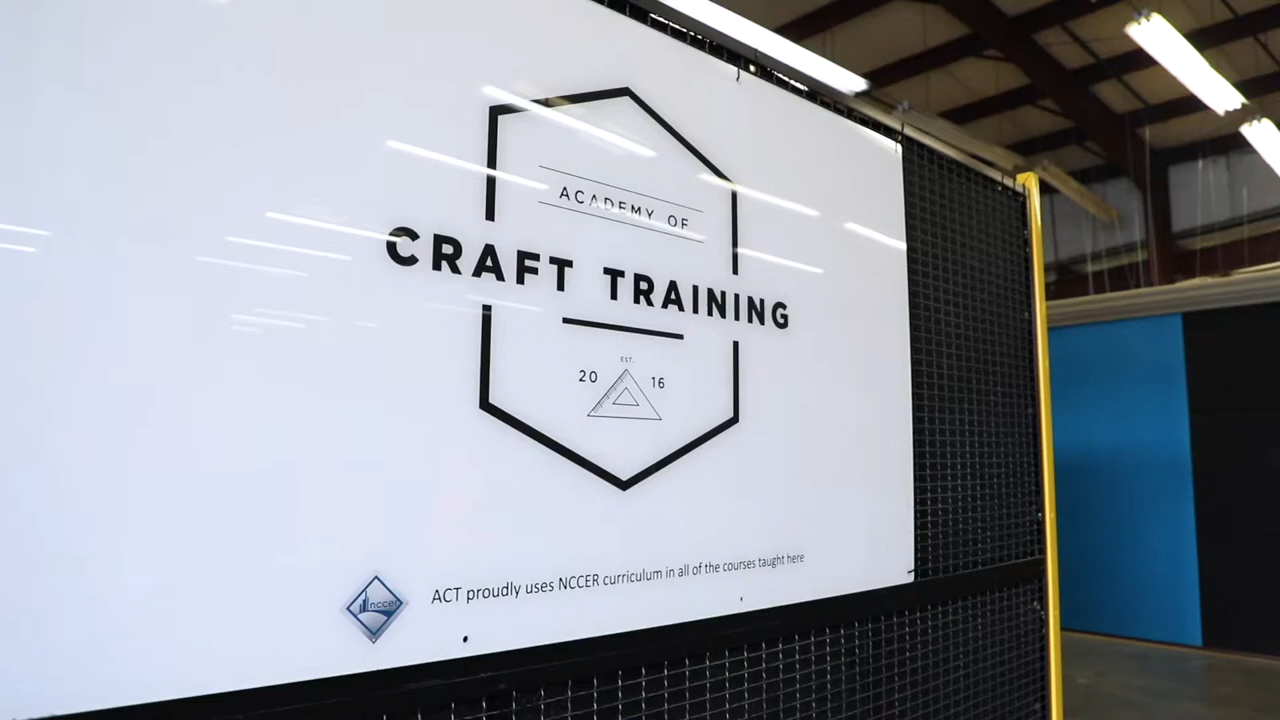 ACADEMY OF
CRAFT TRAINING
EST.
20 16
nccer
ACT proudly uses NCCER curriculum in all of the courses taught here